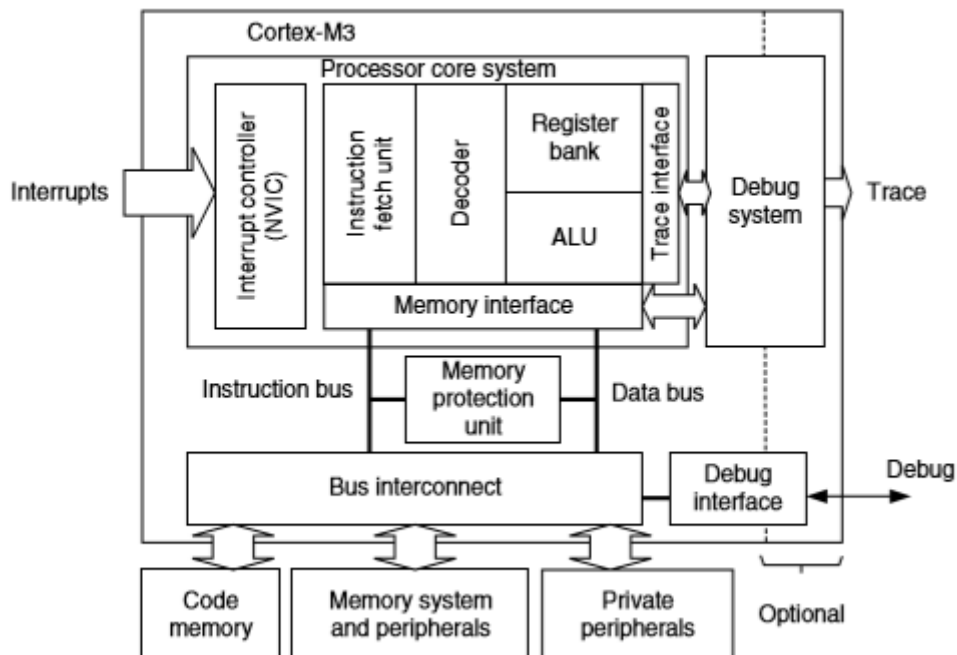 Cortex-M3
Processor core system
Interrupts
Interrupt controller
(NVIC)
Instruction
fetch unit
Decoder
Register
bank
ALU
Trace interface
Memory interface
Debug
system
Trace
Instruction bus
Memory
protection
unit
Data bus
Bus interconnect
Debug
interface
Debug
Code
memory
Memory system
and peripherals
Private
peripherals
Optional